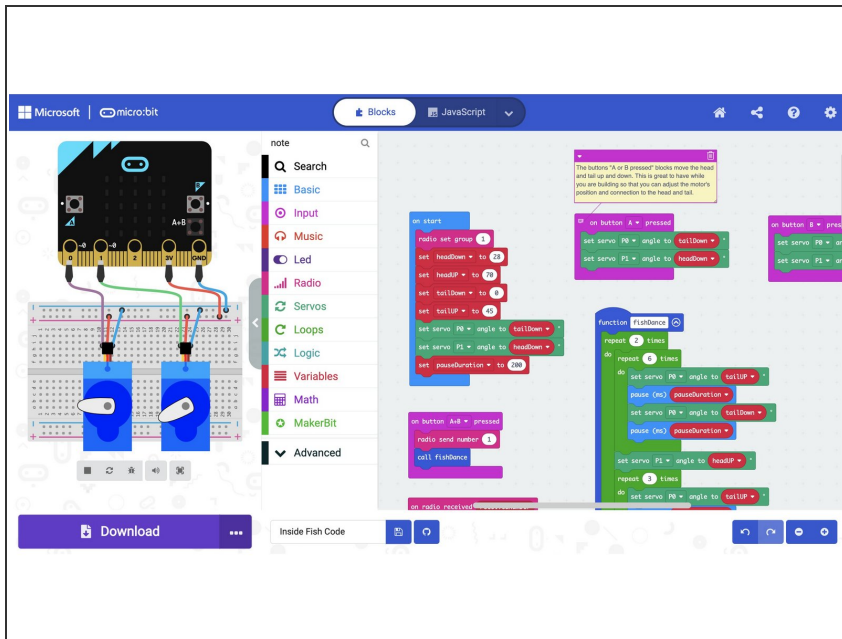 Microsoft micro:bit Blocks JavaScript
B
A
A+B
0 1 2 3V GND
~0 ~0
note
Search
Basic
Input
Music
Led
Radio
Servos
Loops
Logic
Variables
Math
MakerBit
Advanced
The buttons "A or B pressed" blocks move the head
and tail up and down. This is great to have while
you are building so that you can adjust the motor's
position and connection to the head and tail.
on start
radio set group 1
set headDown to 28
set headUP to 70
set tailDown to 0
set tailUP to 45
set servo P0 angle to tailDown °
set servo P1 angle to headDown °
set pauseDuration to 200
on button A pressed
set servo P0 angle to tailDown °
set servo P1 angle to headDown °
on button B
set servo P0
set servo P1
on button A+B pressed
radio send number 1
call fishDance
on radio received
function fishDance
repeat 2 times
do repeat 6 times
do set servo P0 angle to tailUP °
pause (ms) pauseDuration
set servo P0 angle to tailDown °
pause (ms) pauseDuration
set servo P1 angle to headUP °
repeat 3 times
do set servo P0 angle to tailUP °
Download
Inside Fish Code